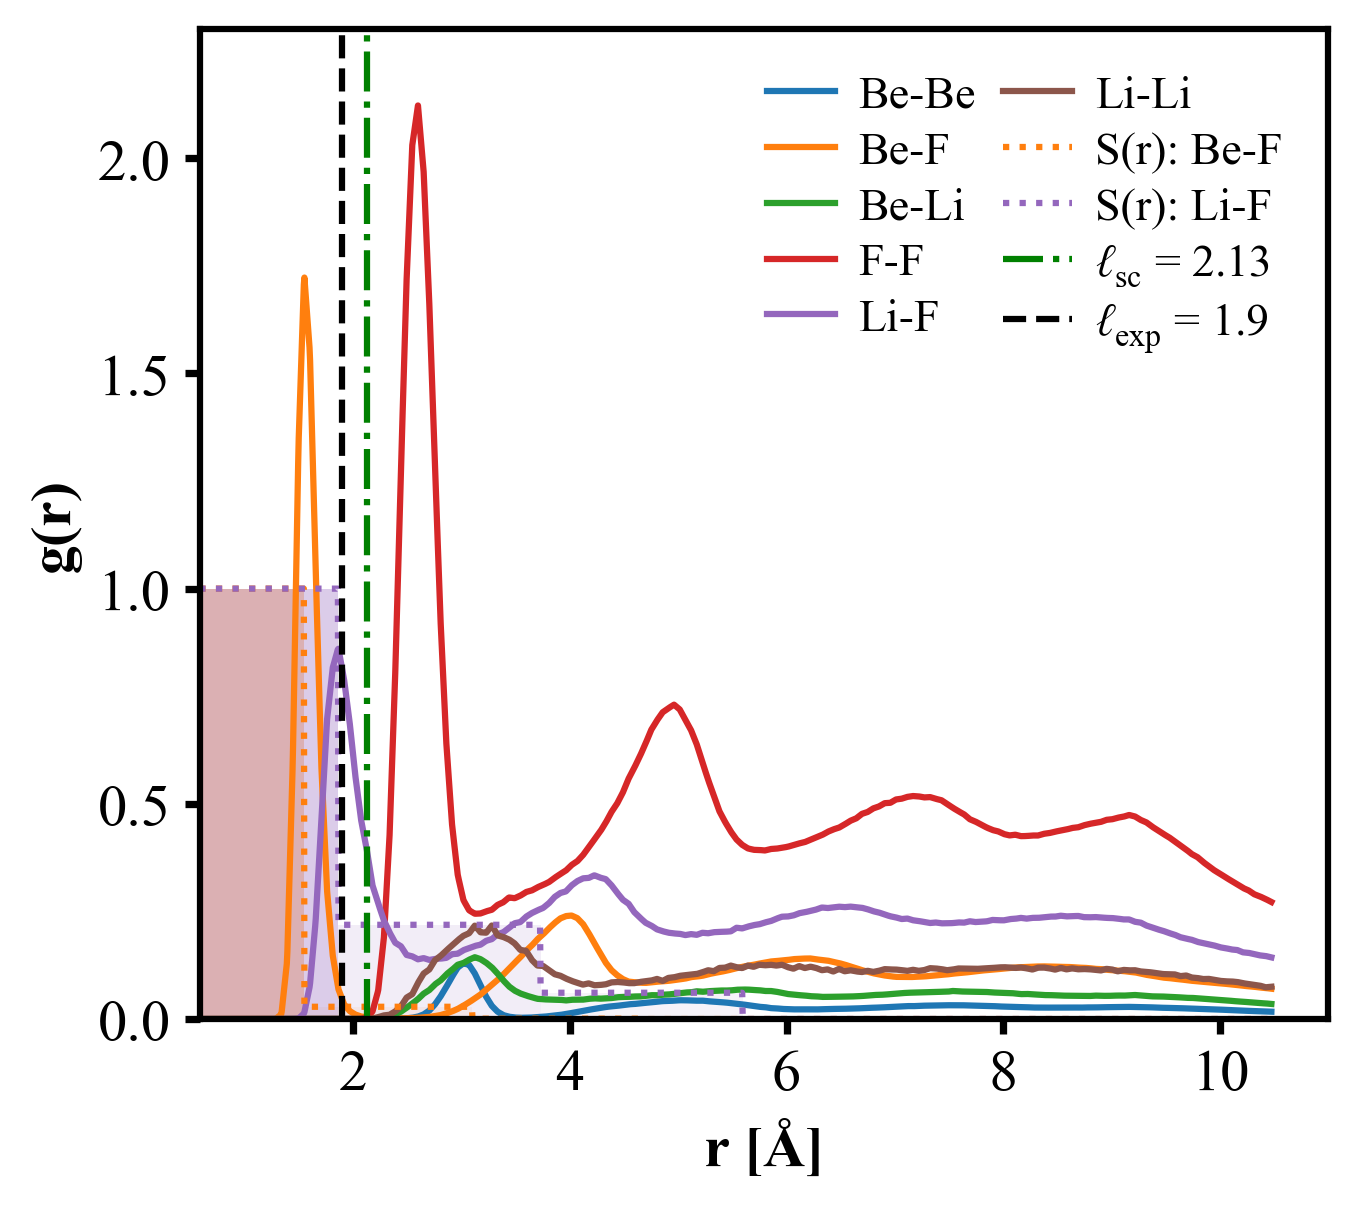 Be-Be
Be-F
Be-Li
F-F
Li-F
Li-Li
S(r): Be-F
S(r): Li-F
ℓsc = 2.13
ℓexp = 1.9
g(r)
2.0
1.5
1.0
0.5
0.0
2 4 6 8 10
r [Å]